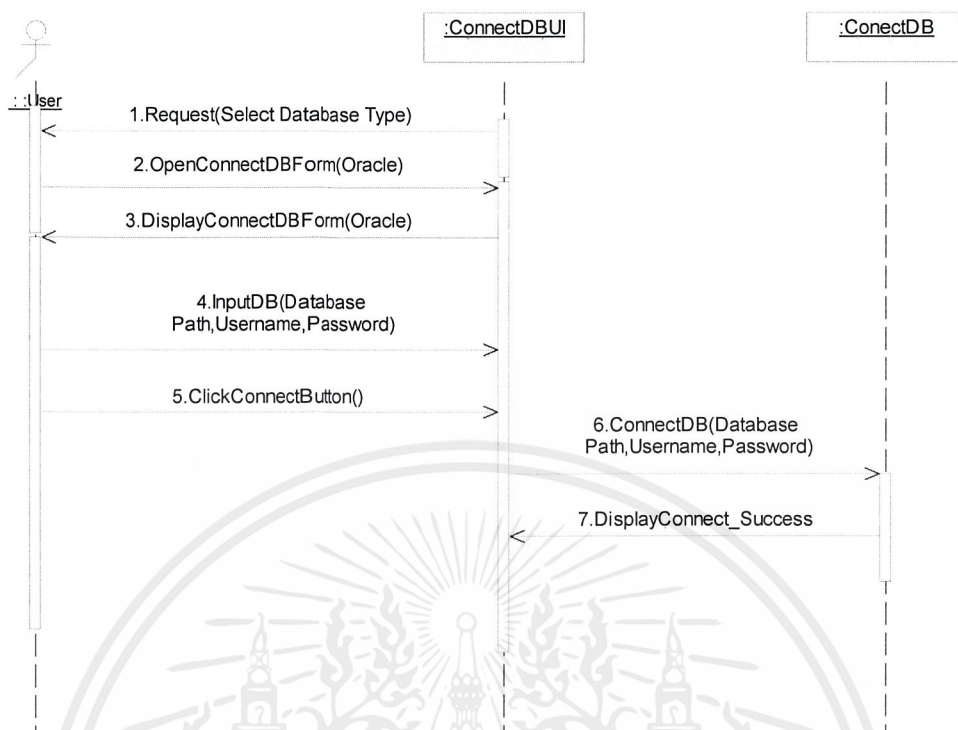 :ConnectDBUI
:ConectDB
: :User
1.Request(Select Database Type)
2.OpenConnectDBForm(Oracle)
3.DisplayConnectDBForm(Oracle)
4.InputDB(Database
Path,Username,Password)
5.ClickConnectButton()
6.ConnectDB(Database
Path,Username,Password)
7.DisplayConnect_Success